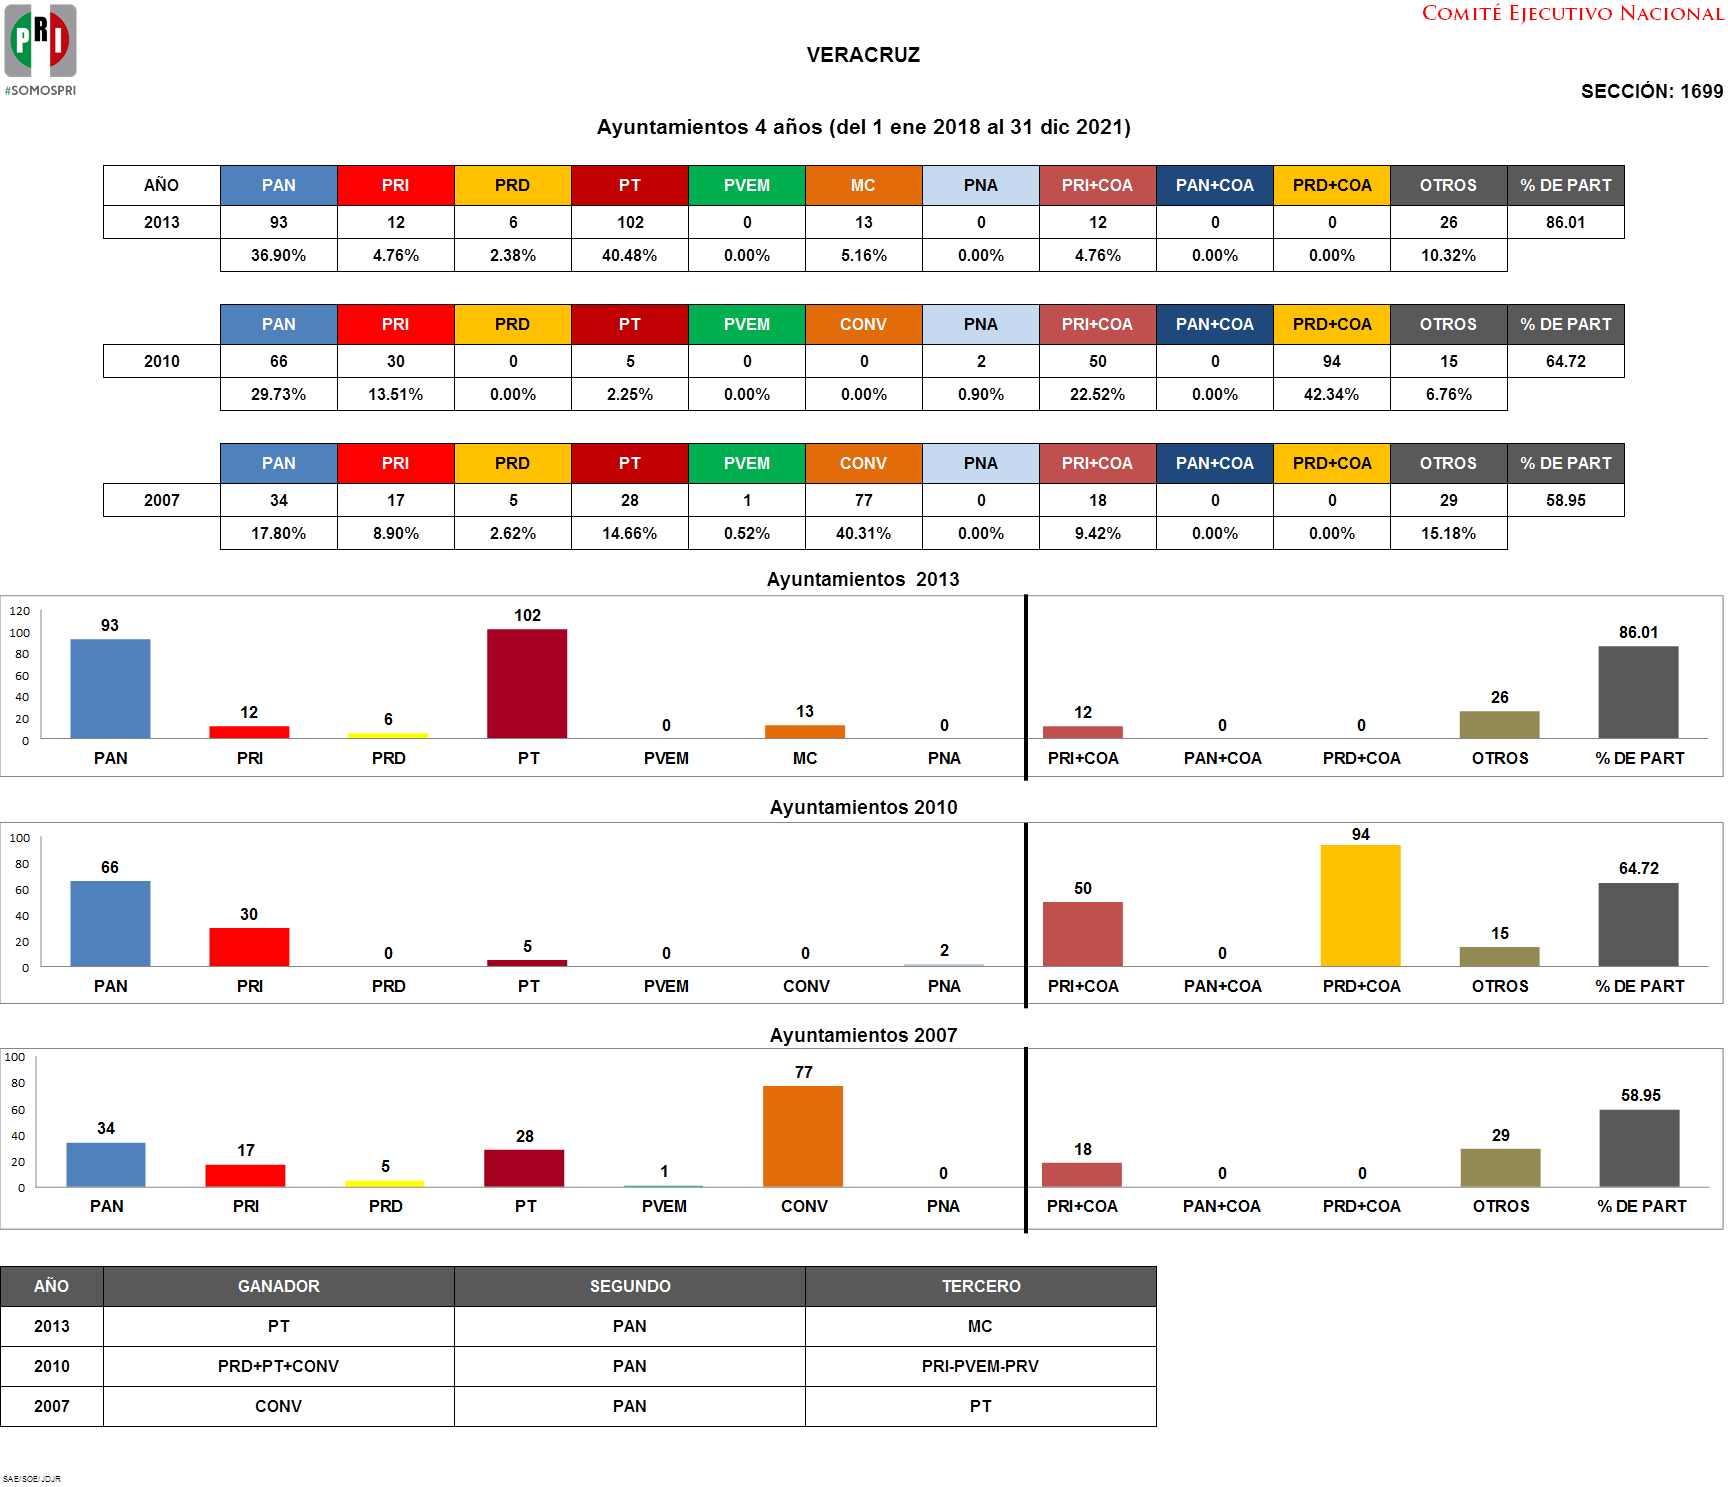 COMITÉ EJECUTIVO NACIONAL
PRI
#SOMOSPRI
VERACRUZ
SECCIÓN: 1699
Ayuntamientos 4 años (del 1 ene 2018 al 31 dic 2021)
AÑO PAN PRI PRD PT PVEM MC PNA PRI+COA PAN+COA PRD+COA OTROS % DE PART
2013 93 12 6 102 0 13 0 12 0 0 26 86.01
36.90% 4.76% 2.38% 40.48% 0.00% 5.16% 0.00% 4.76% 0.00% 0.00% 10.32%
PAN PRI PRD PT PVEM CONV PNA PRI+COA PAN+COA PRD+COA OTROS % DE PART
2010 66 30 0 5 0 0 2 50 0 94 15 64.72
29.73% 13.51% 0.00% 2.25% 0.00% 0.00% 0.90% 22.52% 0.00% 42.34% 6.76%
PAN PRI PRD PT PVEM CONV PNA PRI+COA PAN+COA PRD+COA OTROS % DE PART
2007 34 17 5 28 1 77 0 18 0 0 29 58.95
17.80% 8.90% 2.62% 14.66% 0.52% 40.31% 0.00% 9.42% 0.00% 0.00% 15.18%
Ayuntamientos 2013
120
100
80
60
40
20
0
93 12 6 102 0 13 0 12 0 0 26 86.01
PAN PRI PRD PT PVEM MC PNA PRI+COA PAN+COA PRD+COA OTROS % DE PART
Ayuntamientos 2010
100
80
60
40
20
0
66 30 0 5 0 0 2 50 0 94 15 64.72
PAN PRI PRD PT PVEM CONV PNA PRI+COA PAN+COA PRD+COA OTROS % DE PART
Ayuntamientos 2007
100
80
60
40
20
0
34 17 5 28 1 77 0 18 0 0 29 58.95
PAN PRI PRD PT PVEM CONV PNA PRI+COA PAN+COA PRD+COA OTROS % DE PART
AÑO GANADOR SEGUNDO TERCERO
2013 PT PAN MC
2010 PRD+PT+CONV PAN PRI-PVEM-PRV
2007 CONV PAN PT
SAE/SOE/JDJR